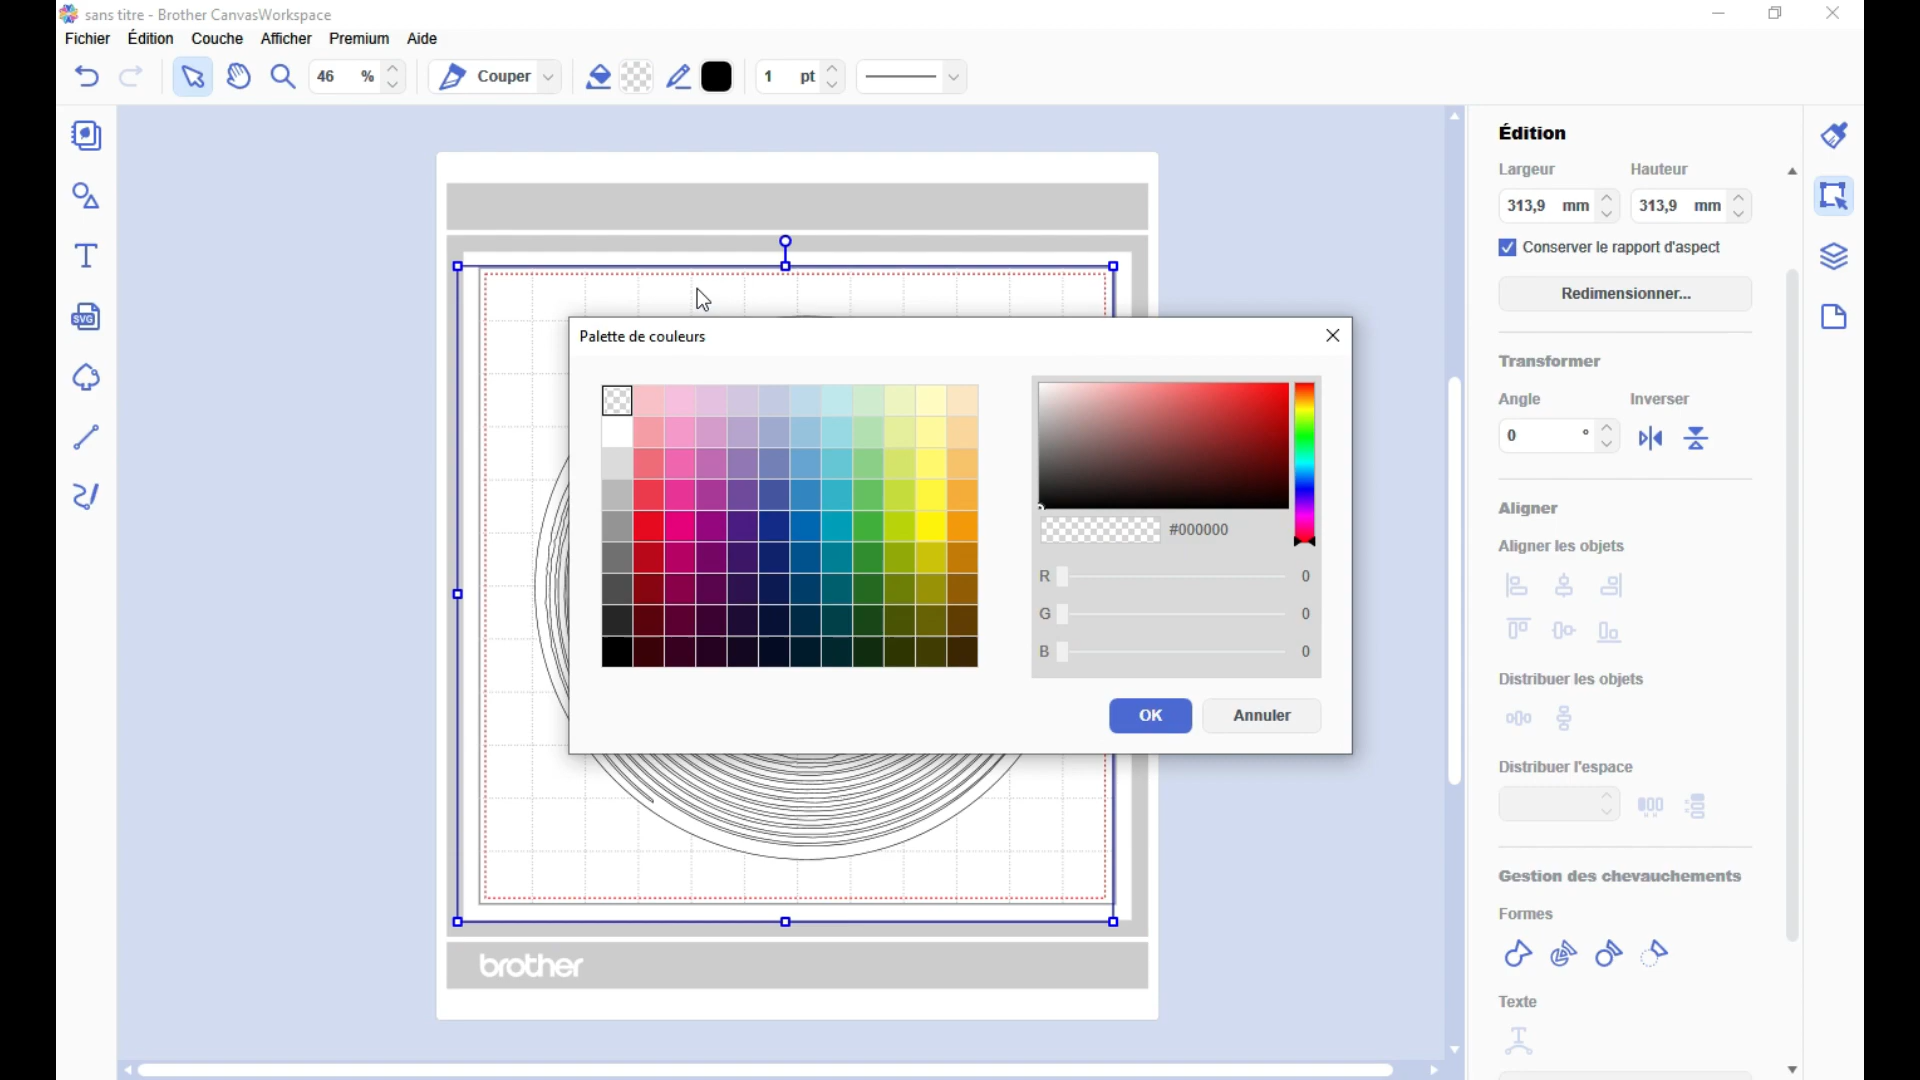 sans titre - Brother CanvasWorkspace
Fichier Édition Couche Afficher Premium Aide
46 % Couper 1 pt
SVG
Édition
Largeur Hauteur
313,9 mm 313,9 mm
Conserver le rapport d'aspect
Redimensionner...
Transformer
Angle Inverser
0 °
Aligner
Aligner les objets
Distribuer les objets
Distribuer l'espace
Gestion des chevauchements
Formes
Texte
Palette de couleurs
#000000
R 0
G 0
B 0
OK Annuler
brother